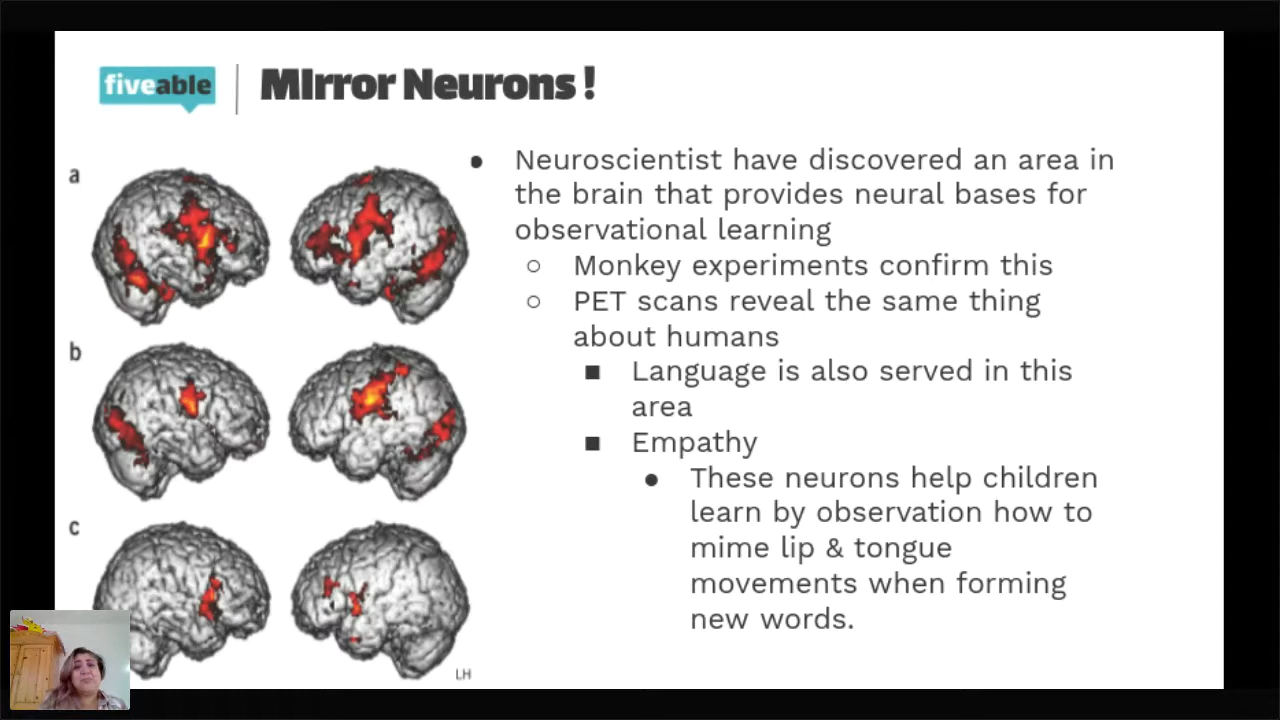 fiveable
MIrror Neurons !
a
b
c
LH
● Neuroscientist have discovered an area in
the brain that provides neural bases for
observational learning
○ Monkey experiments confirm this
○ PET scans reveal the same thing
about humans
■ Language is also served in this
area
■ Empathy
● These neurons help children
learn by observation how to
mime lip & tongue
movements when forming
new words.